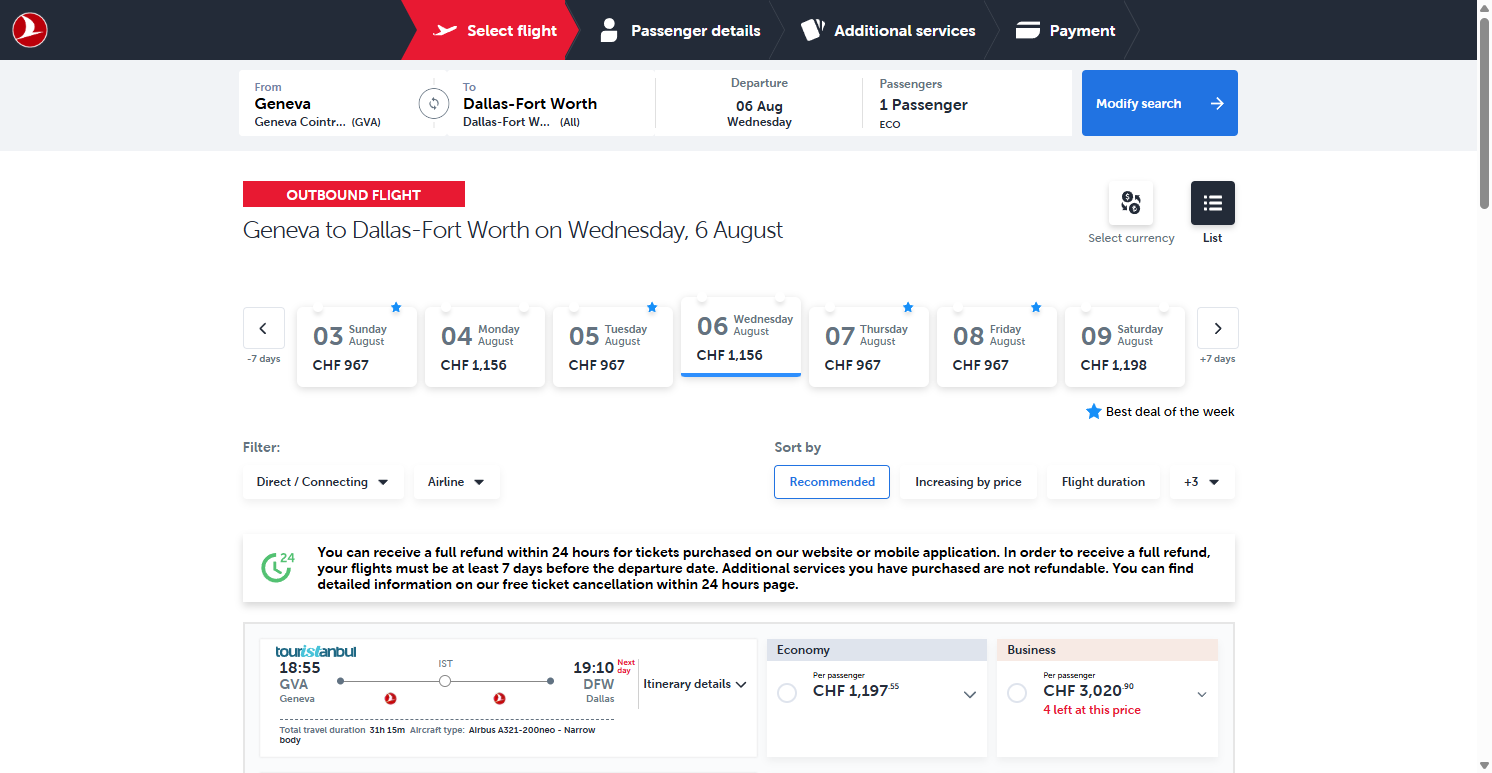 Select flight
Passenger details
Additional services
Payment
From
Geneva
Geneva Cointr... (GVA)
To
Dallas-Fort Worth
Dallas-Fort W... (All)
Departure
06 Aug
Wednesday
Passengers
1 Passenger
ECO
Modify search
OUTBOUND FLIGHT
Geneva to Dallas-Fort Worth on Wednesday, 6 August
Select currency
List
-7 days
03 Sunday August
CHF 967
04 Monday August
CHF 1,156
05 Tuesday August
CHF 967
06 Wednesday August
CHF 1,156
07 Thursday August
CHF 967
08 Friday August
CHF 967
09 Saturday August
CHF 1,198
+7 days
Best deal of the week
Filter:
Direct / Connecting
Airline
Sort by
Recommended
Increasing by price
Flight duration
+3
24
You can receive a full refund within 24 hours for tickets purchased on our website or mobile application. In order to receive a full refund,
your flights must be at least 7 days before the departure date. Additional services you have purchased are not refundable. You can find
detailed information on our free ticket cancellation within 24 hours page.
touristanbul
18:55
GVA
Geneva
IST
19:10 Next day
DFW
Dallas
Itinerary details
Total travel duration 31h 15m Aircraft type: Airbus A321-200neo - Narrow
body
Economy
Per passenger
CHF 1,197.55
Business
Per passenger
CHF 3,020.90
4 left at this price